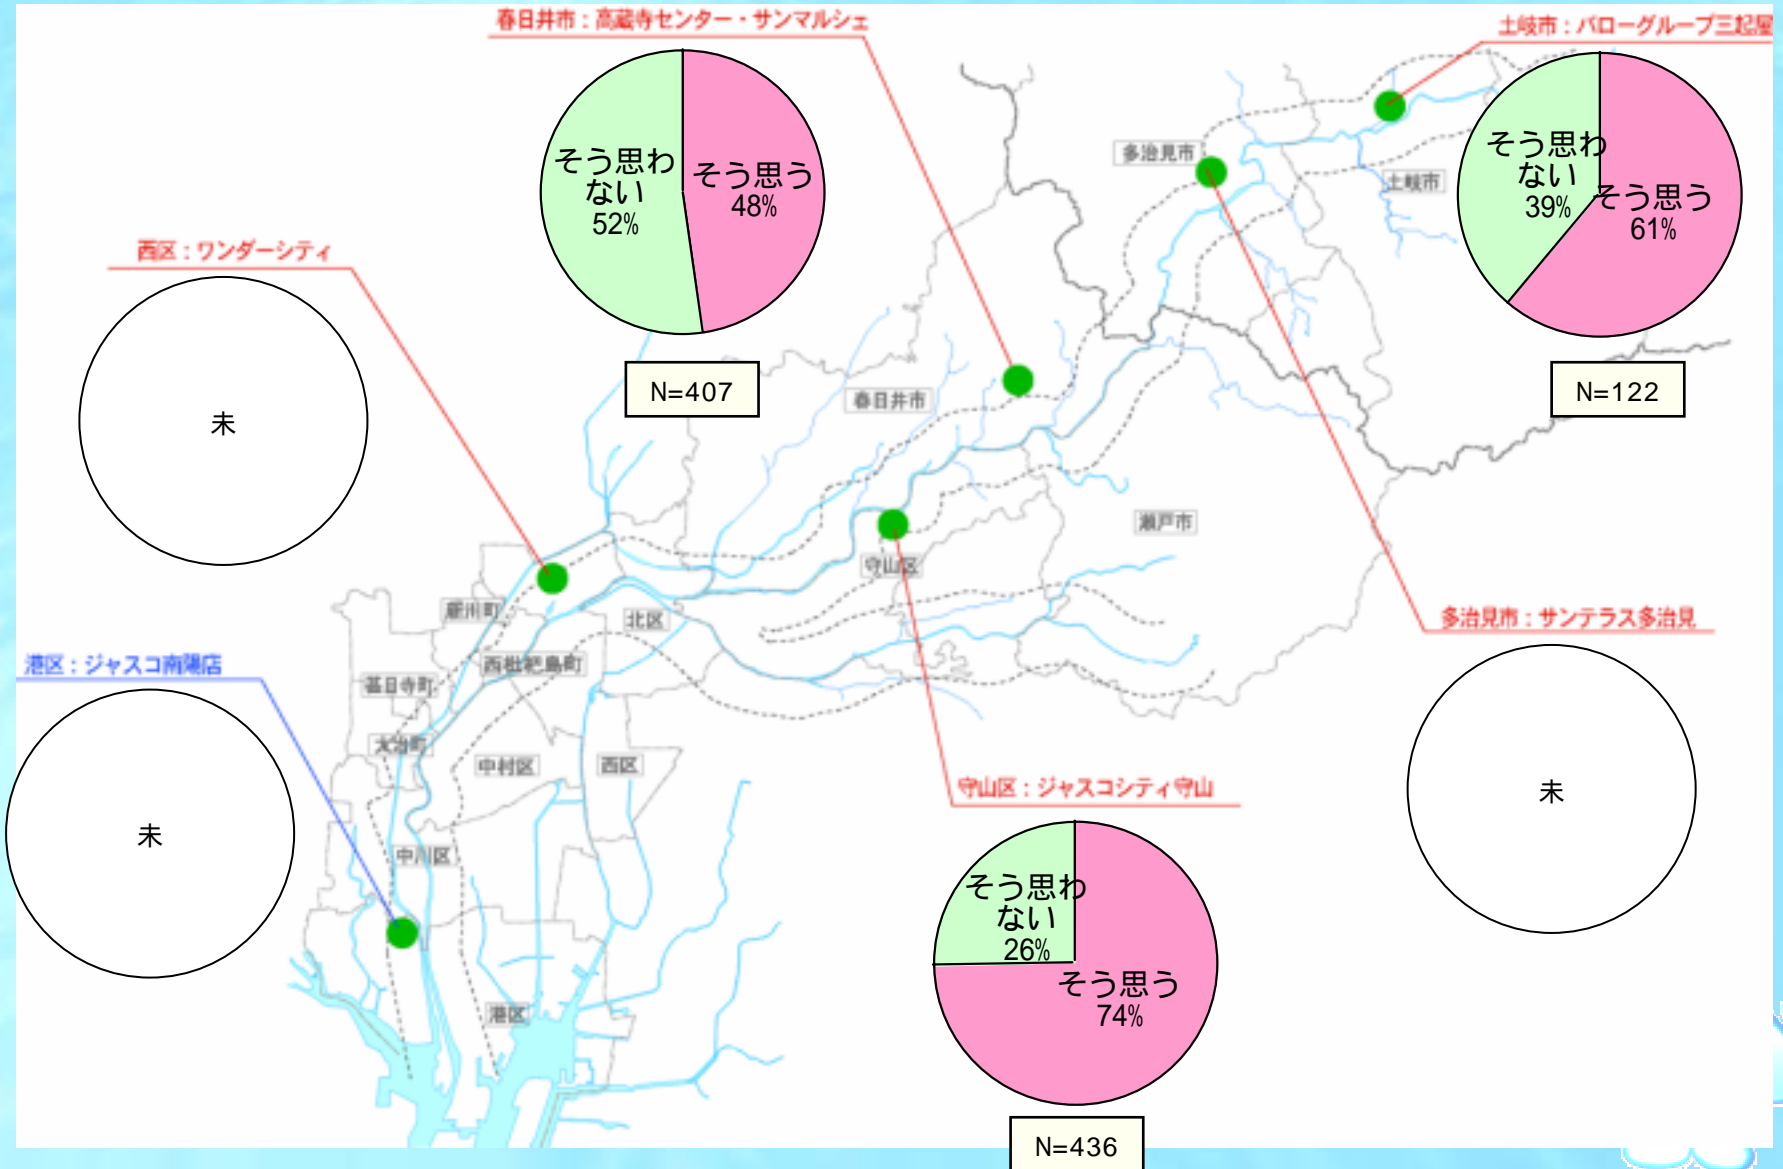 春日井市：高蔵寺センター・サンマルシェ
土岐市：バローグループ三起屋
そう思わ
ない
52%
そう思う
48%
N=407
そう思わ
ない
39%
そう思う
61%
N=122
多治見市
土岐市
西区：ワンダーシティ
未
春日井市
瀬戸市
守山区
新川町
北区
西枇杷島町
甚目寺町
大治町
中村区
西区
中川区
港区
港区：ジャスコ南陽店
未
多治見市：サンテラス多治見
未
守山区：ジャスコシティ守山
そう思わ
ない
26%
そう思う
74%
N=436